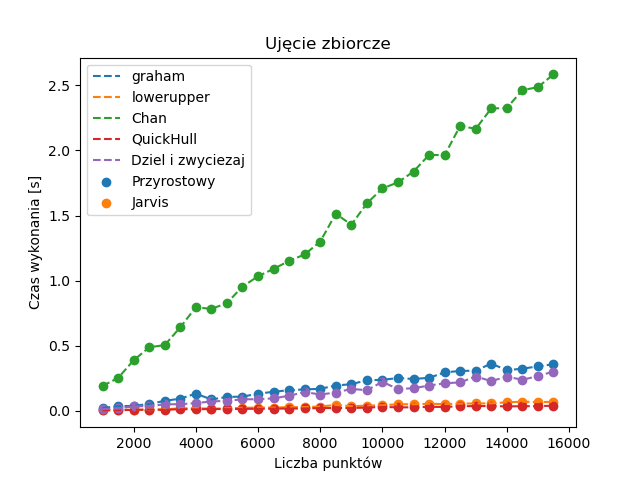 Ujęcie zbiorcze
graham
lowerupper
Chan
QuickHull
Dziel i zwyciezaj
Przyrostowy
Jarvis
Czas wykonania [s]
2.5
2.0
1.5
1.0
0.5
0.0
2000 4000 6000 8000 10000 12000 14000 16000
Liczba punktów